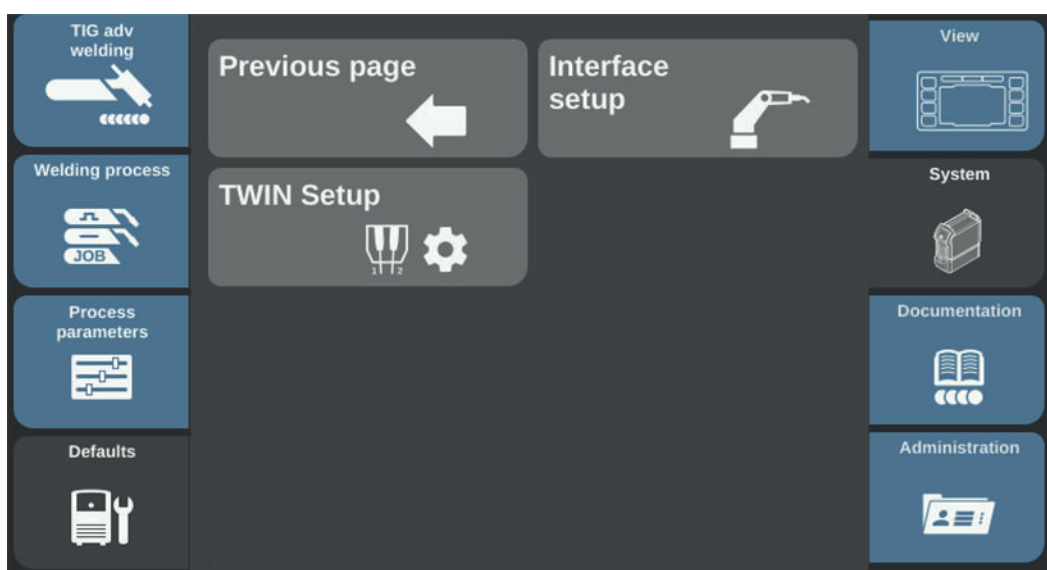 TIG adv
welding
Welding process
JOB
Process
parameters
Defaults
Previous page
Interface
setup
TWIN Setup
1 2
View
System
Documentation
Administration